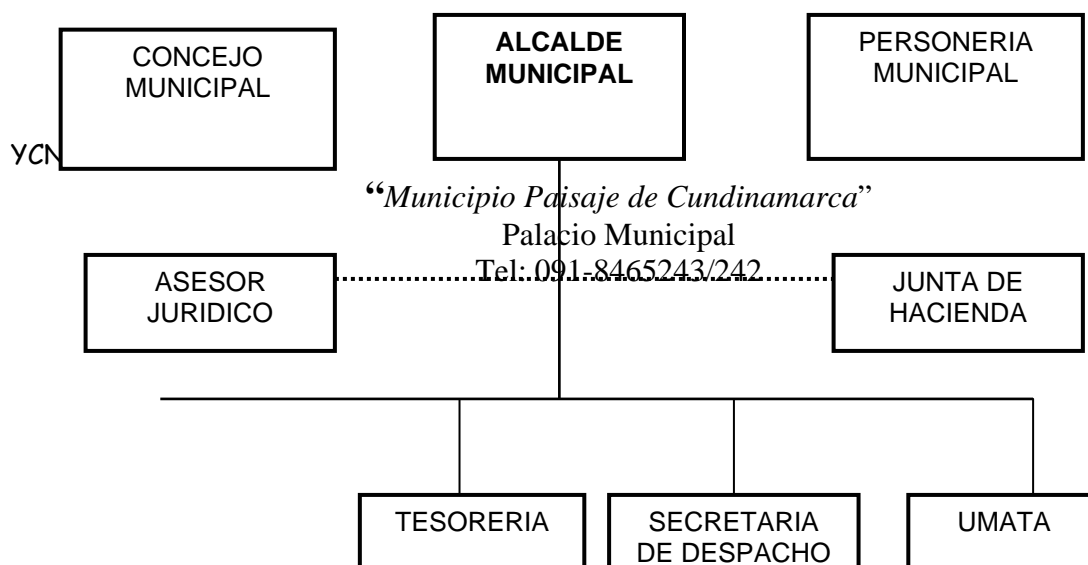 CONCEJO
MUNICIPAL
ALCALDE
MUNICIPAL
PERSONERIA
MUNICIPAL
YCN
“Municipio Paisaje de Cundinamarca”
Palacio Municipal
Tel: 091-8465243/242
ASESOR
JURIDICO
JUNTA DE
HACIENDA
TESORERIA
SECRETARIA
DE DESPACHO
UMATA